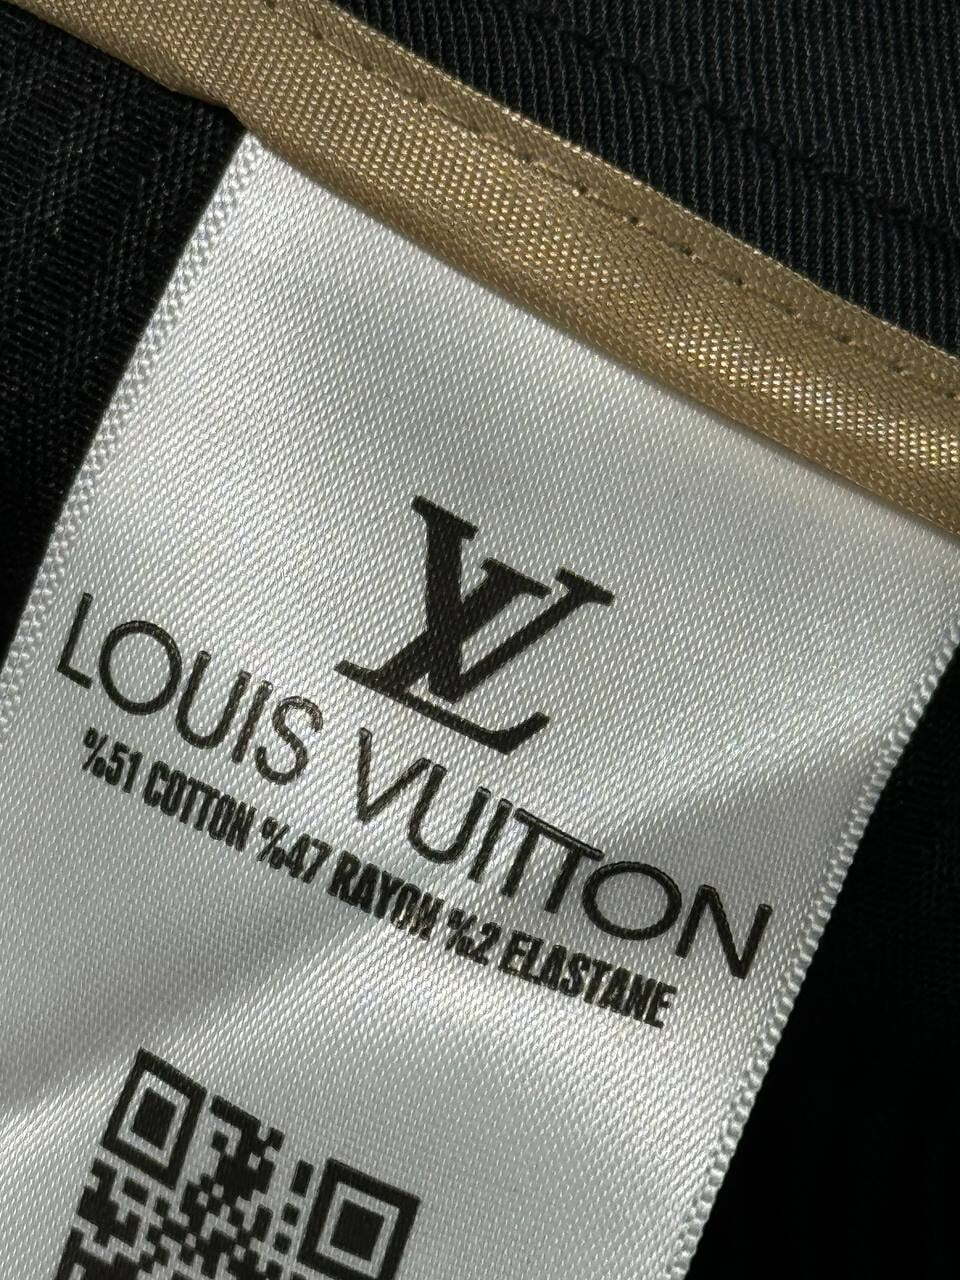 LV
LOUIS VUITTON
%51 COTTON %47 RAYON %2 ELASTANE